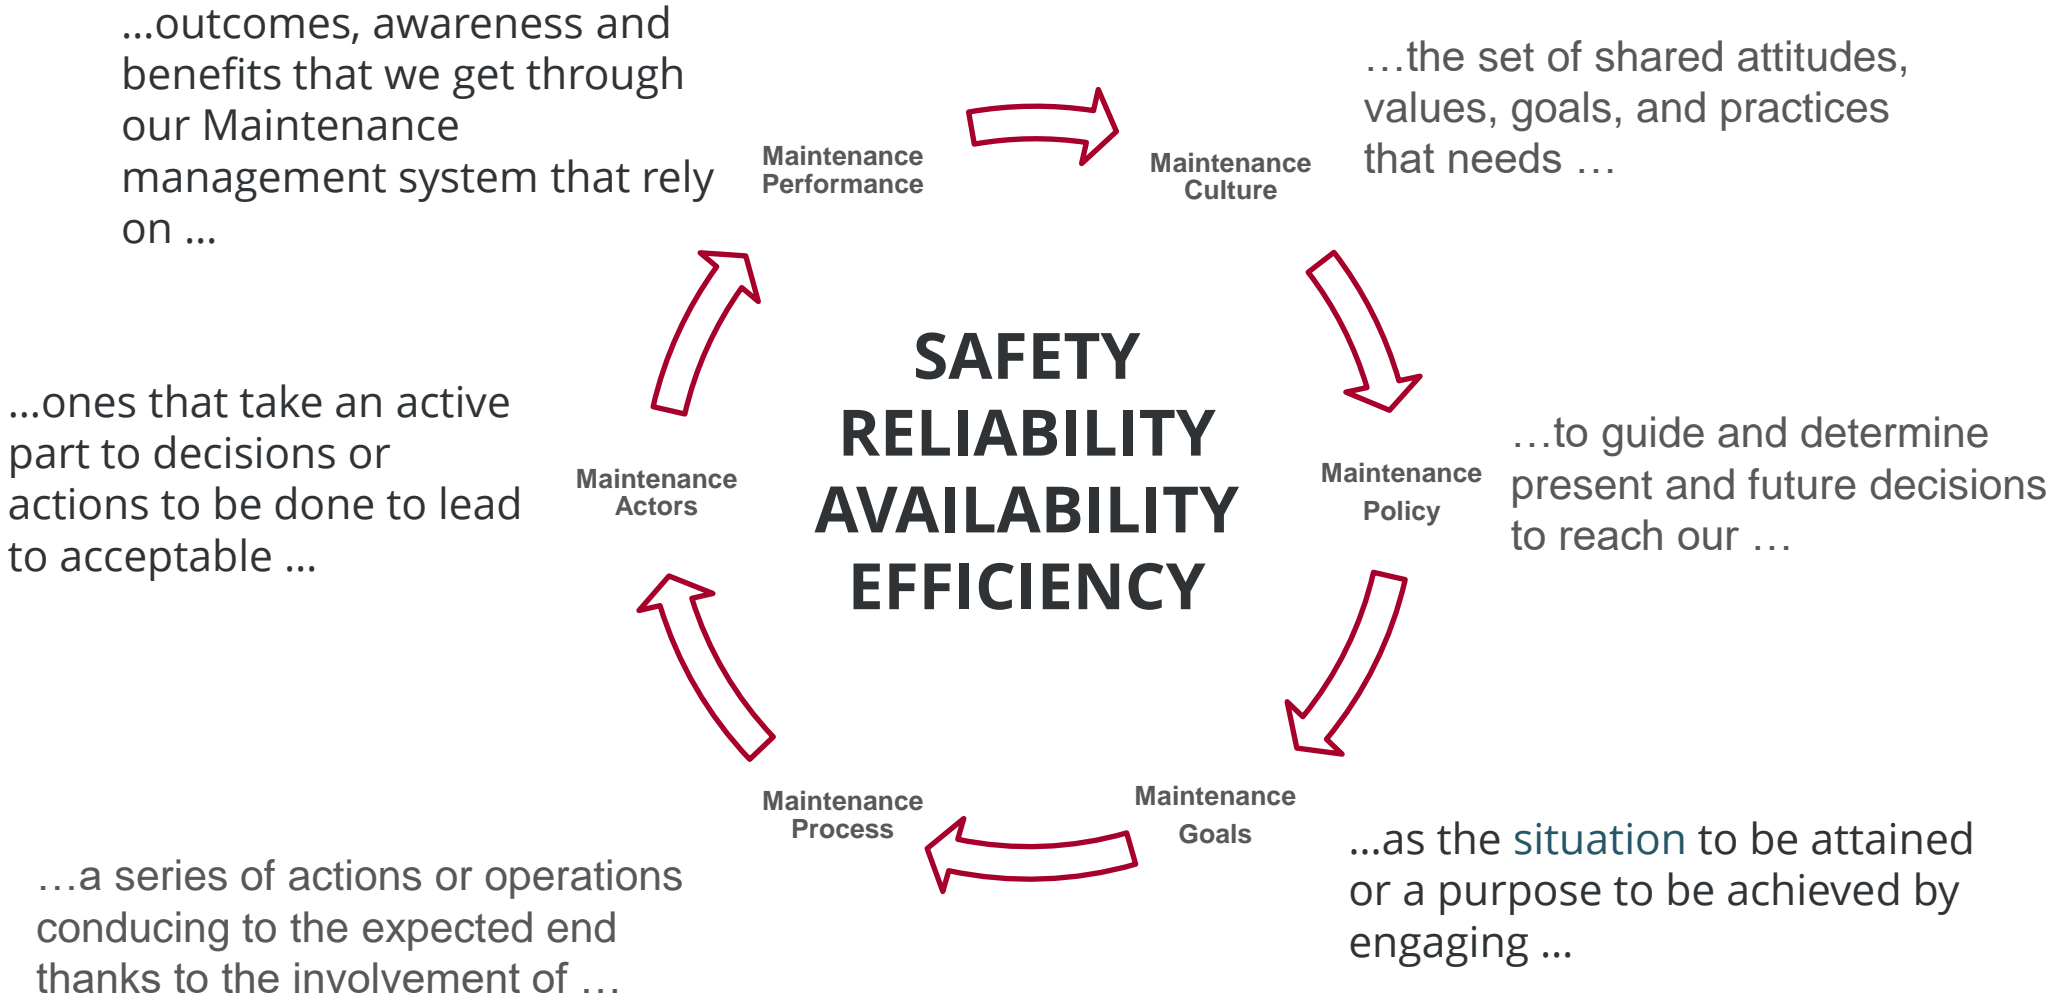 …outcomes, awareness and
benefits that we get through
our Maintenance
management system that rely
on …
Maintenance
Performance
Maintenance
Culture
…the set of shared attitudes,
values, goals, and practices
that needs …
SAFETY
RELIABILITY
AVAILABILITY
EFFICIENCY
…ones that take an active
part to decisions or
actions to be done to lead
to acceptable …
Maintenance
Actors
Maintenance
Policy
…to guide and determine
present and future decisions
to reach our …
Maintenance
Process
Maintenance
Goals
…as the situation to be attained
or a purpose to be achieved by
engaging …
…a series of actions or operations
conducing to the expected end
thanks to the involvement of …